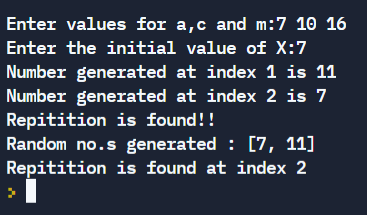 Enter values for a,c and m:7 10 16
Enter the initial value of X:7
Number generated at index 1 is 11
Number generated at index 2 is 7
Repitition is found!!
Random no.s generated : [7, 11]
Repitition is found at index 2
>